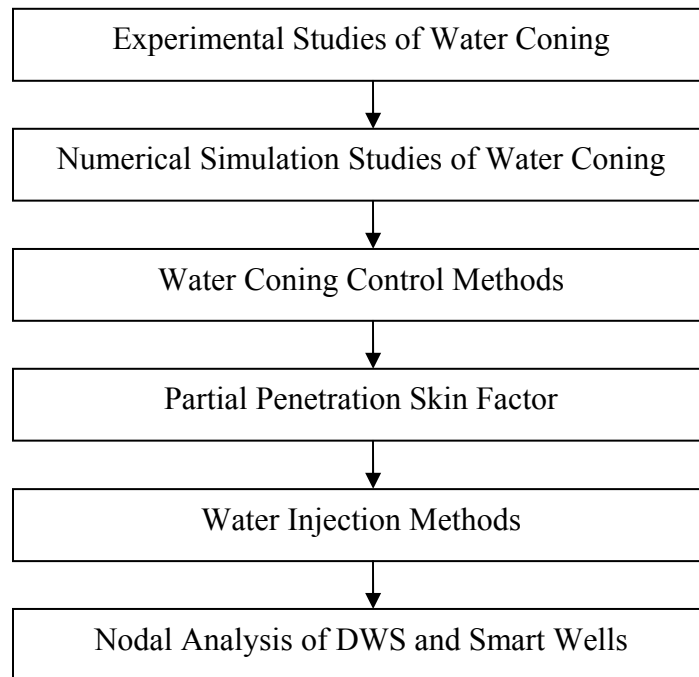 Experimental Studies of Water Coning
Numerical Simulation Studies of Water Coning
Water Coning Control Methods
Partial Penetration Skin Factor
Water Injection Methods
Nodal Analysis of DWS and Smart Wells